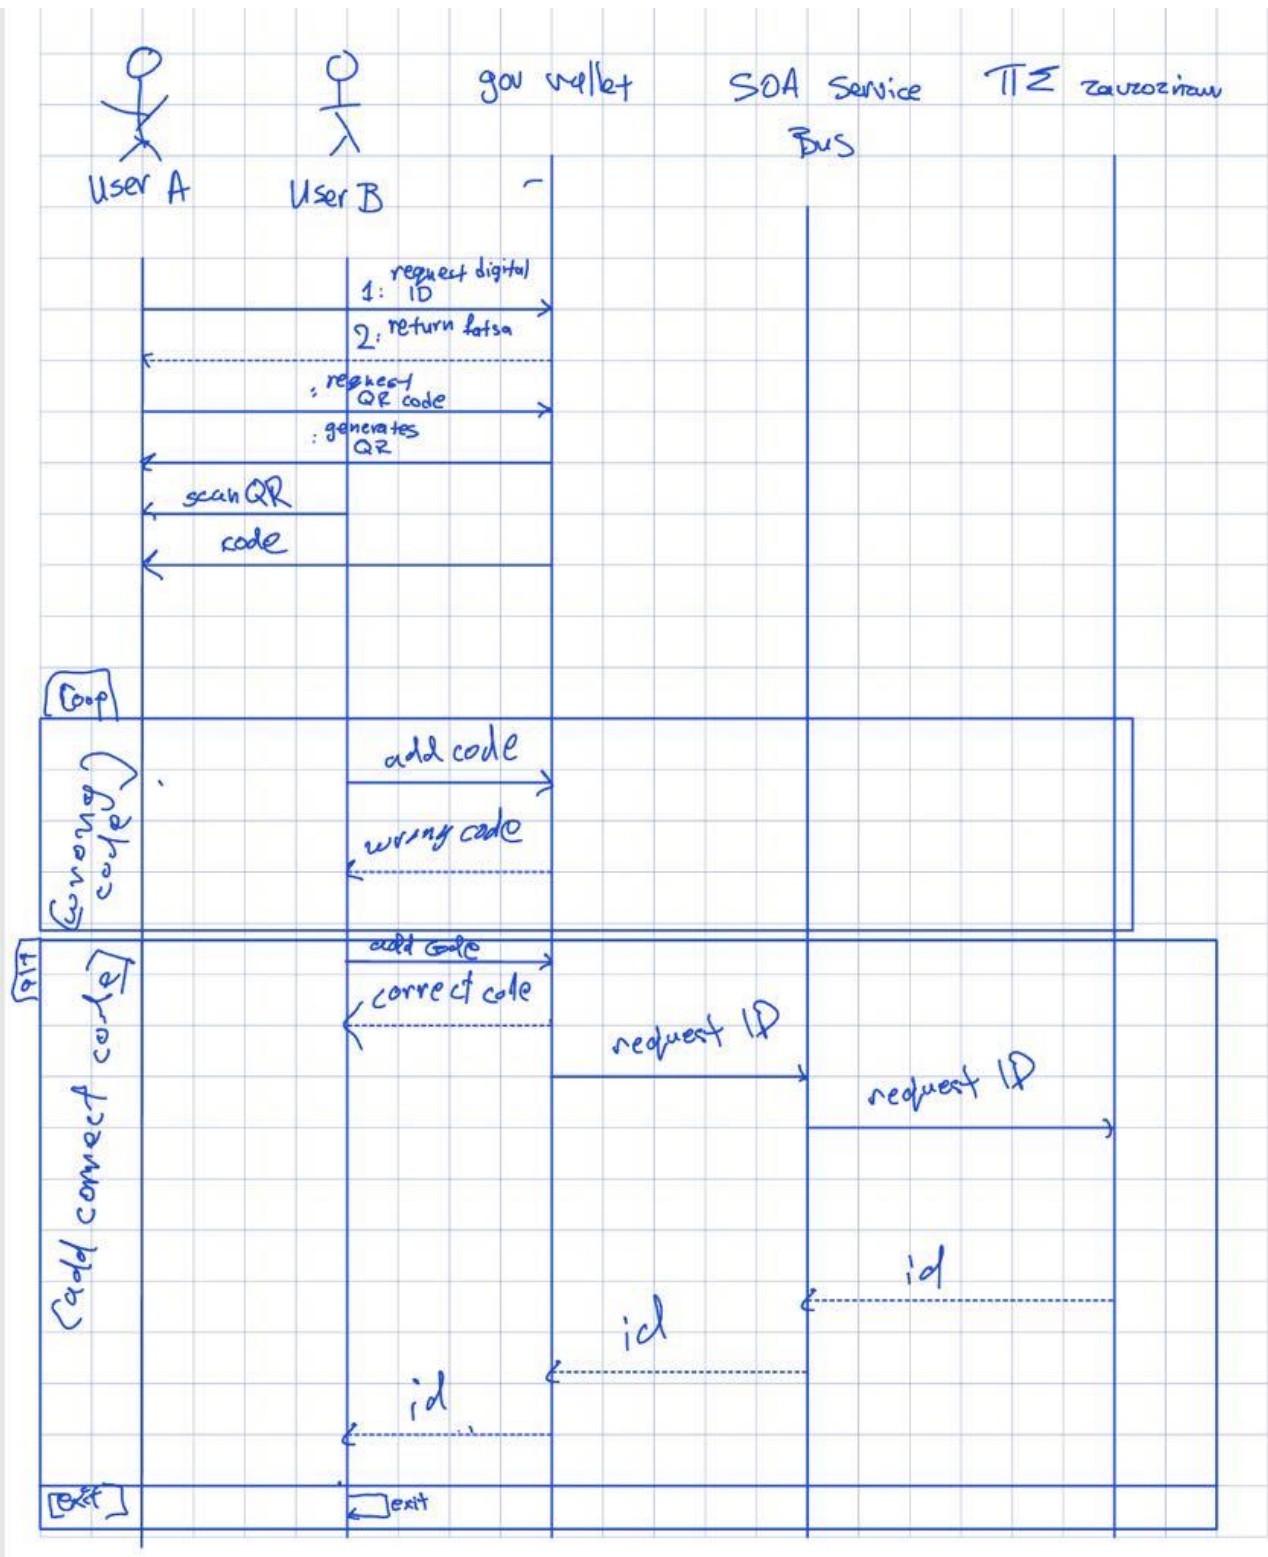 gov wallet
SOA Service
Bus
ΠΣ
User A
User B
request digital
1: ID
2: return fatsa
: request
QR code
: generates
QR
scan QR
code
Loop
add code
(wrong
code)
wrong code
alt
add code
correct code
(add correct code)
request ID
request ID
id
id
id
[exit]
exit